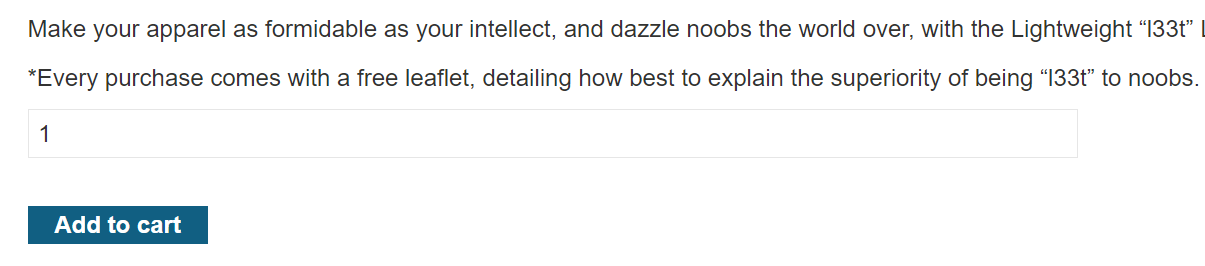 Make your apparel as formidable as your intellect, and dazzle noobs the world over, with the Lightweight “l33t”
*Every purchase comes with a free leaflet, detailing how best to explain the superiority of being “l33t” to noobs.
1
Add to cart